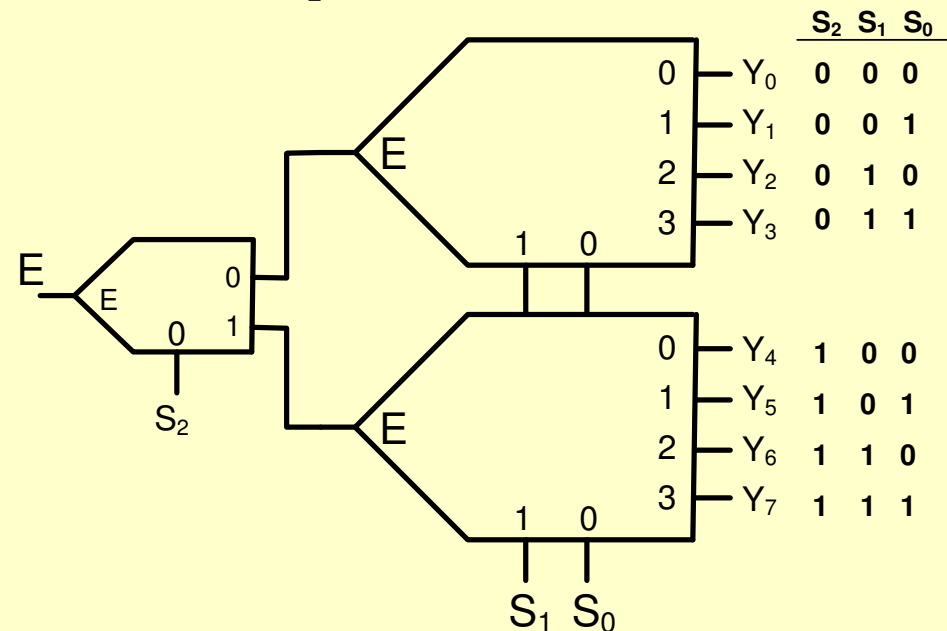 S₂ S₁ S₀
0 Y₀ 0 0 0
1 Y₁ 0 0 1
E
2 Y₂ 0 1 0
3 Y₃ 0 1 1
1 0
E
E
0
0 1
S₂
0 Y₄ 1 0 0
1 Y₅ 1 0 1
E
2 Y₆ 1 1 0
3 Y₇ 1 1 1
1 0
S₁ S₀